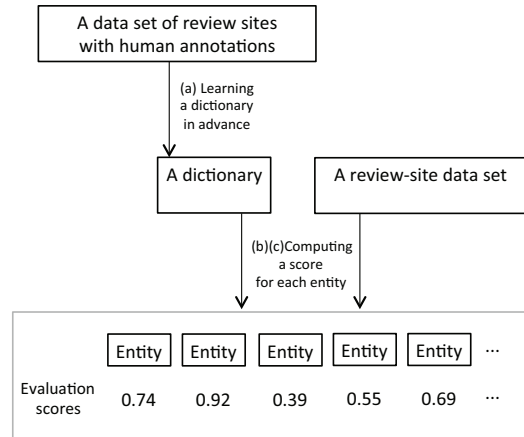 A data set of review sites
with human annotations
(a) Learning
a dictionary
in advance
A dictionary
A review-site data set
(b)(c)Computing
a score
for each entity
Entity Entity Entity Entity Entity ...
Evaluation
scores
0.74 0.92 0.39 0.55 0.69 ...